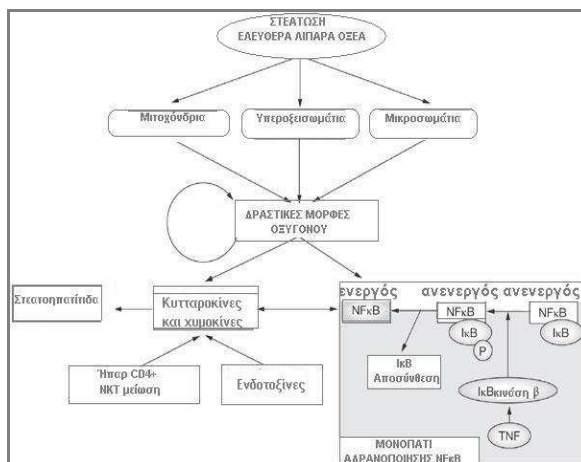 ΣΤΕΑΤΩΣΗ
ΕΛΕΥΘΕΡΑ ΛΙΠΑΡΑ ΟΞΕΑ
Μιτοχόνδρια
Υπεροξεισωμάτια
Μικροσωμάτια
ΔΡΑΣΤΙΚΕΣ ΜΟΡΦΕΣ
ΟΞΥΓΟΝΟΥ
ενεργός ανενεργός ανενεργός
Στεατοηπατίτιδα
Κυτταροκίνες
και χυμοκίνες
NFκB
NFκB
NFκB
IκB
IκB
P
Ήπαρ CD4+
NKT μείωση
Ενδοτοξίνες
IκB
Αποσύνθεση
IκBκινάση β
TNF
ΜΟΝΟΠΑΤΙ
ΑΔΡΑΝΟΠΟΙΗΣΗΣ NFκB